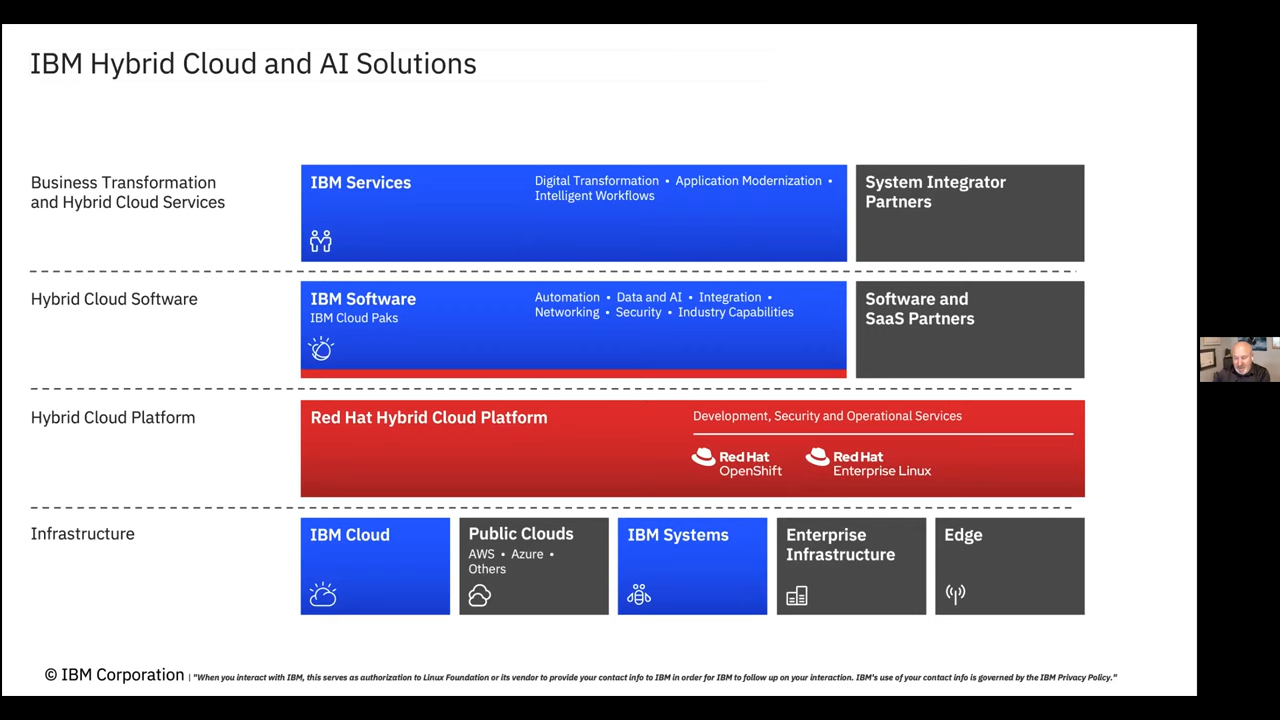 IBM Hybrid Cloud and AI Solutions
Business Transformation
and Hybrid Cloud Services
IBM Services
Digital Transformation • Application Modernization •
Intelligent Workflows
System Integrator
Partners
Hybrid Cloud Software
IBM Software
IBM Cloud Paks
Automation • Data and AI • Integration •
Networking • Security • Industry Capabilities
Software and
SaaS Partners
Hybrid Cloud Platform
Red Hat Hybrid Cloud Platform
Development, Security and Operational Services
Red Hat
OpenShift
Red Hat
Enterprise Linux
Infrastructure
IBM Cloud
Public Clouds
AWS • Azure •
Others
IBM Systems
Enterprise
Infrastructure
Edge
© IBM Corporation | "When you interact with IBM, this serves as authorization to Linux Foundation or its vendor to provide your contact info to IBM in order for IBM to follow up on your interaction. IBM's use of your contact info is governed by the IBM Privacy Policy."